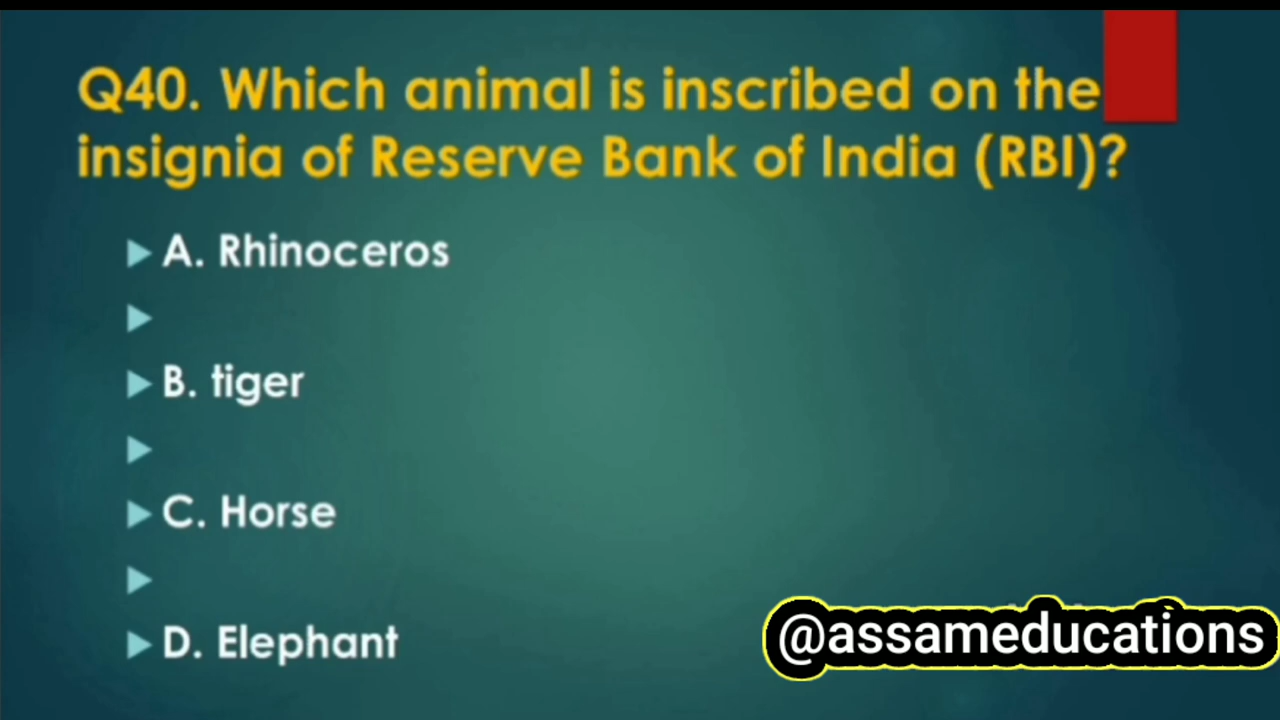 Q40. Which animal is inscribed on the
insignia of Reserve Bank of India (RBI)?
A. Rhinoceros
B. tiger
C. Horse
D. Elephant
@assameducations